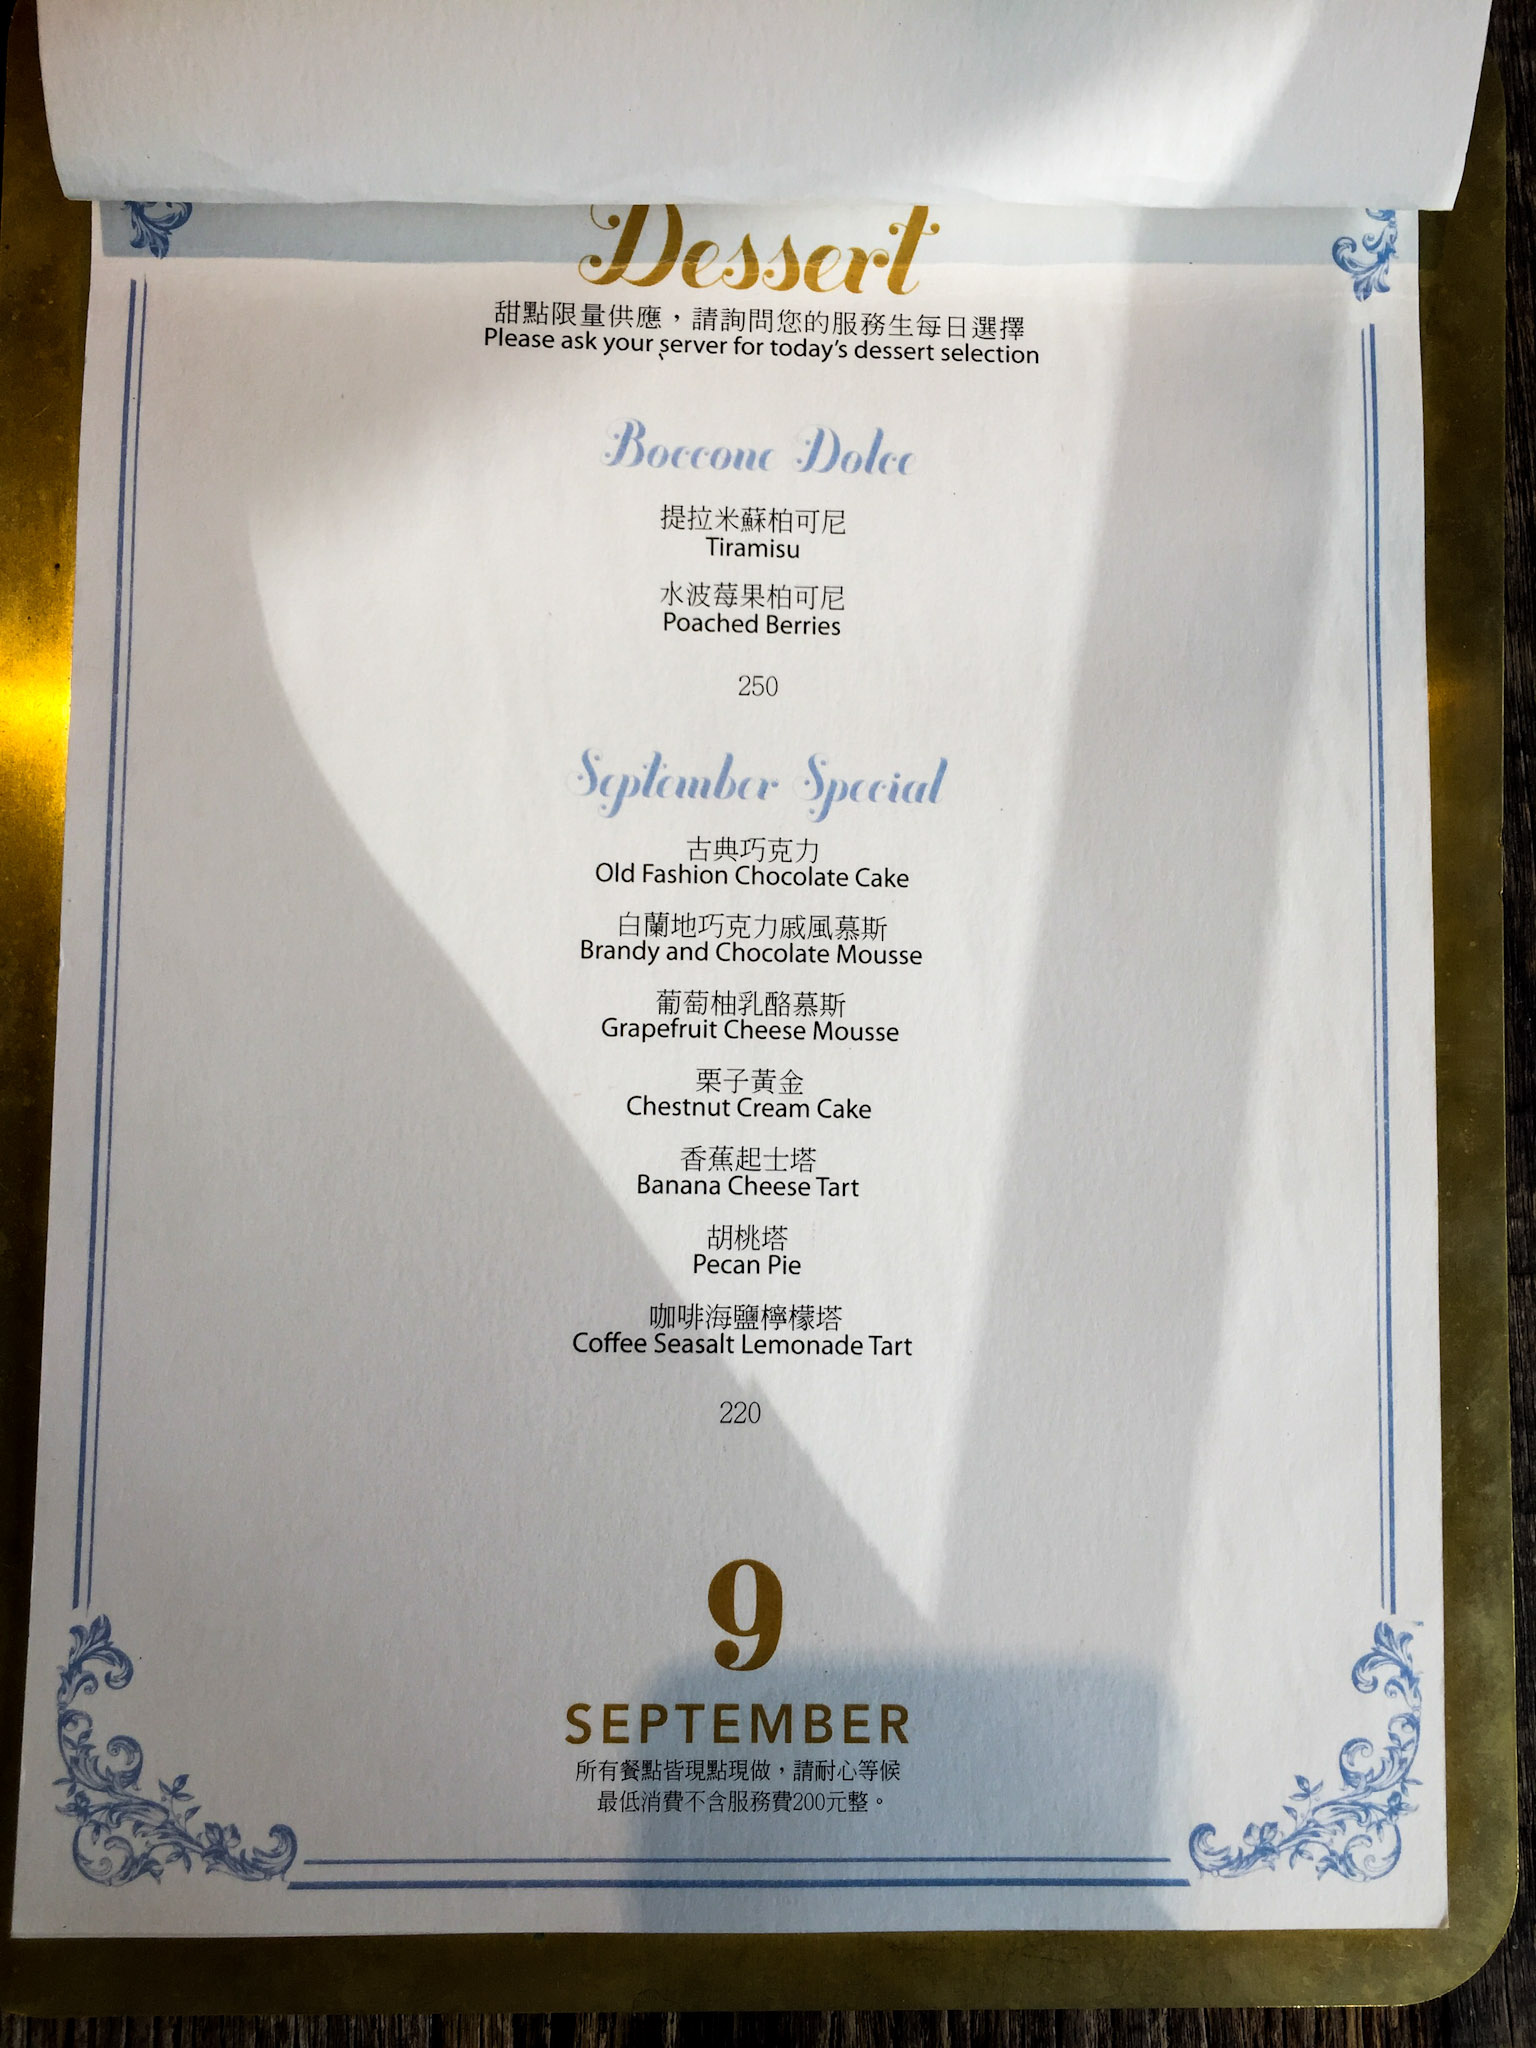 Dessert
甜點限量供應，請詢問您的服務生每日選擇
Please ask your server for today's dessert selection
Boccone Dolce
提拉米蘇柏可尼
Tiramisu
水波莓果柏可尼
Poached Berries
250
September Special
古典巧克力
Old Fashion Chocolate Cake
白蘭地巧克力戚風慕斯
Brandy and Chocolate Mousse
葡萄柚乳酪慕斯
Grapefruit Cheese Mousse
栗子黃金
Chestnut Cream Cake
香蕉起士塔
Banana Cheese Tart
胡桃塔
Pecan Pie
咖啡海鹽檸檬塔
Coffee Seasalt Lemonade Tart
220
9
SEPTEMBER
所有餐點皆現點現做，請耐心等候
最低消費不含服務費200元整。